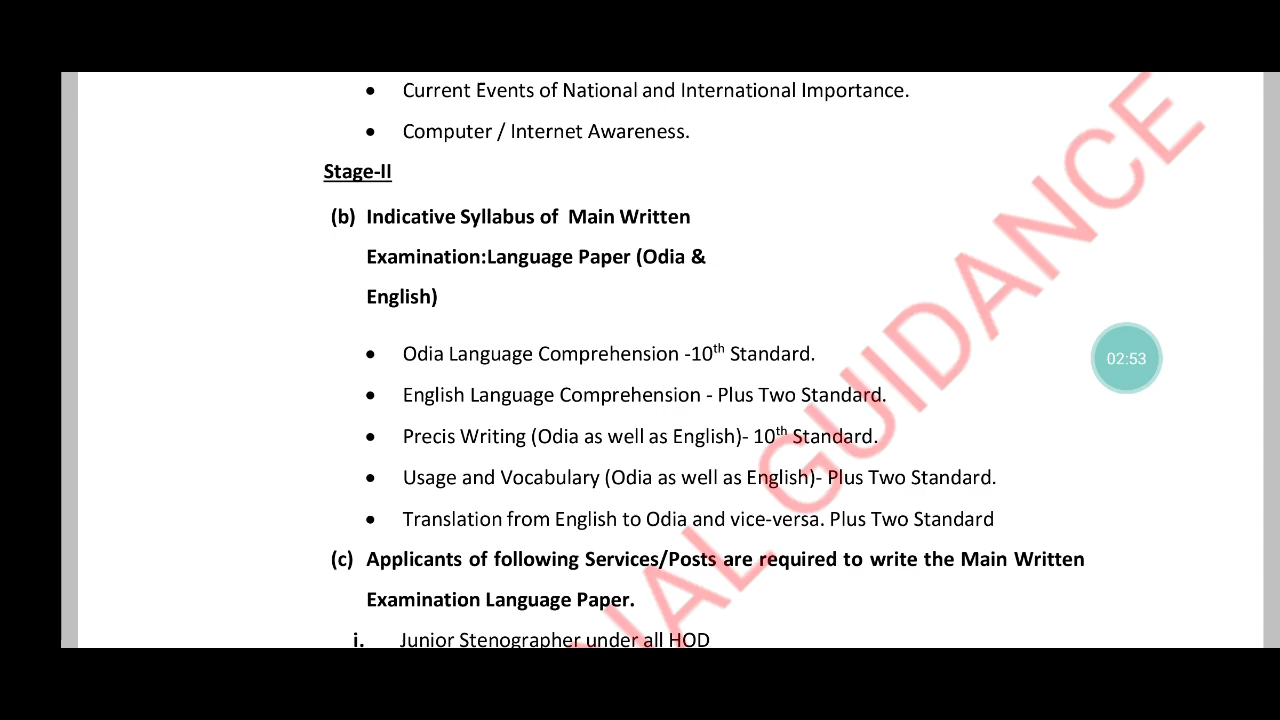 • Current Events of National and International Importance.
• Computer / Internet Awareness.
Stage-II
(b) Indicative Syllabus of Main Written
Examination:Language Paper (Odia &
English)
• Odia Language Comprehension -10th Standard.
02:53
• English Language Comprehension - Plus Two Standard.
• Precis Writing (Odia as well as English)- 10th Standard.
• Usage and Vocabulary (Odia as well as English)- Plus Two Standard.
• Translation from English to Odia and vice-versa. Plus Two Standard
(c) Applicants of following Services/Posts are required to write the Main Written
Examination Language Paper.
i. Junior Stenographer under all HOD
GUIDANCE